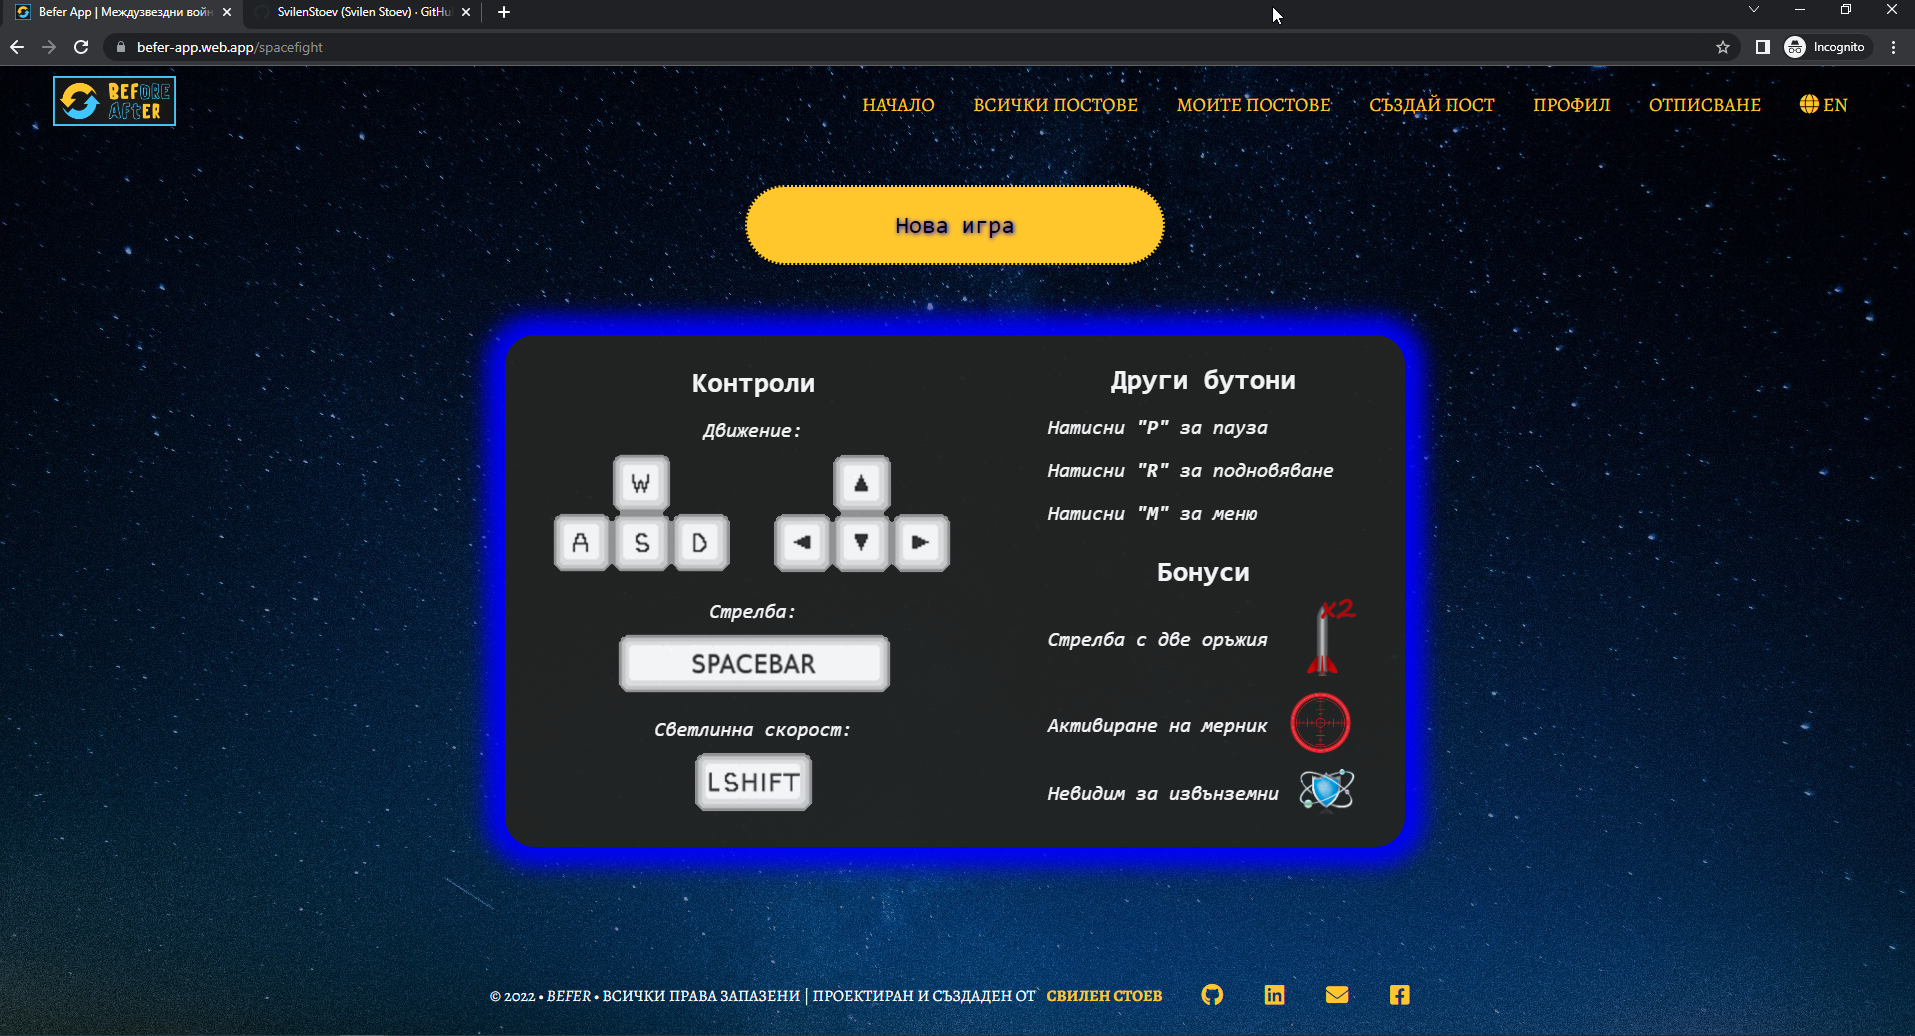 Befer App | Междузвездни войн
SvilenStoev (Svilen Stoev) · GitHu
befer-app.web.app/spacefight
Incognito
BEFORE
AftER
НАЧАЛО
ВСИЧКИ ПОСТОВЕ
МОИТЕ ПОСТОВЕ
СЪЗДАЙ ПОСТ
ПРОФИЛ
ОТПИСВАНЕ
EN
Нова игра
Контроли
Движение:
W
A S D
Стрелба:
SPACEBAR
Светлинна скорост:
LSHIFT
Други бутони
Натисни "P" за пауза
Натисни "R" за подновяване
Натисни "M" за меню
Бонуси
x2
Стрелба с две оръжия
Активиране на мерник
Невидим за извънземни
© 2022 • BEFER • ВСИЧКИ ПРАВА ЗАПАЗЕНИ | ПРОЕКТИРАН И СЪЗДАДЕН ОТ` СВИЛЕН СТОЕВ